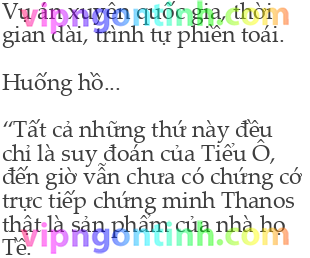 Vụ án xuyên quốc gia, thời
gian dài, trình tự phiền toái.
Huống hồ...
“Tất cả những thứ này đều
chỉ là suy đoán của Tiểu Ô,
đến giờ vẫn chưa có chứng cớ
trực tiếp chứng minh Thanos
thật là sản phẩm của nhà họ
Tề.
vipngontinh.com
vipngontinh.com